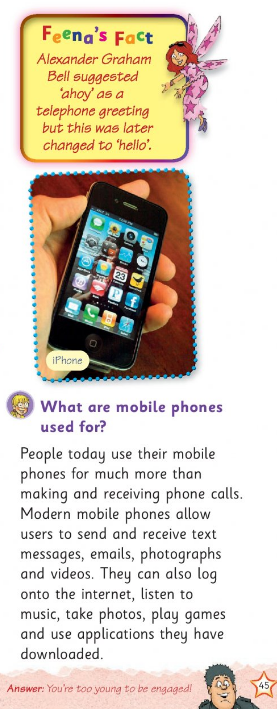 Feena's Fact
Alexander Graham
Bell suggested
'ahoy' as a
telephone greeting
but this was later
changed to 'hello'.
iPhone
What are mobile phones
used for?
People today use their mobile
phones for much more than
making and receiving phone calls.
Modern mobile phones allow
users to send and receive text
messages, emails, photographs
and videos. They can also log
onto the internet, listen to
music, take photos, play games
and use applications they have
downloaded.
Answer: You're too young to be engaged!
45